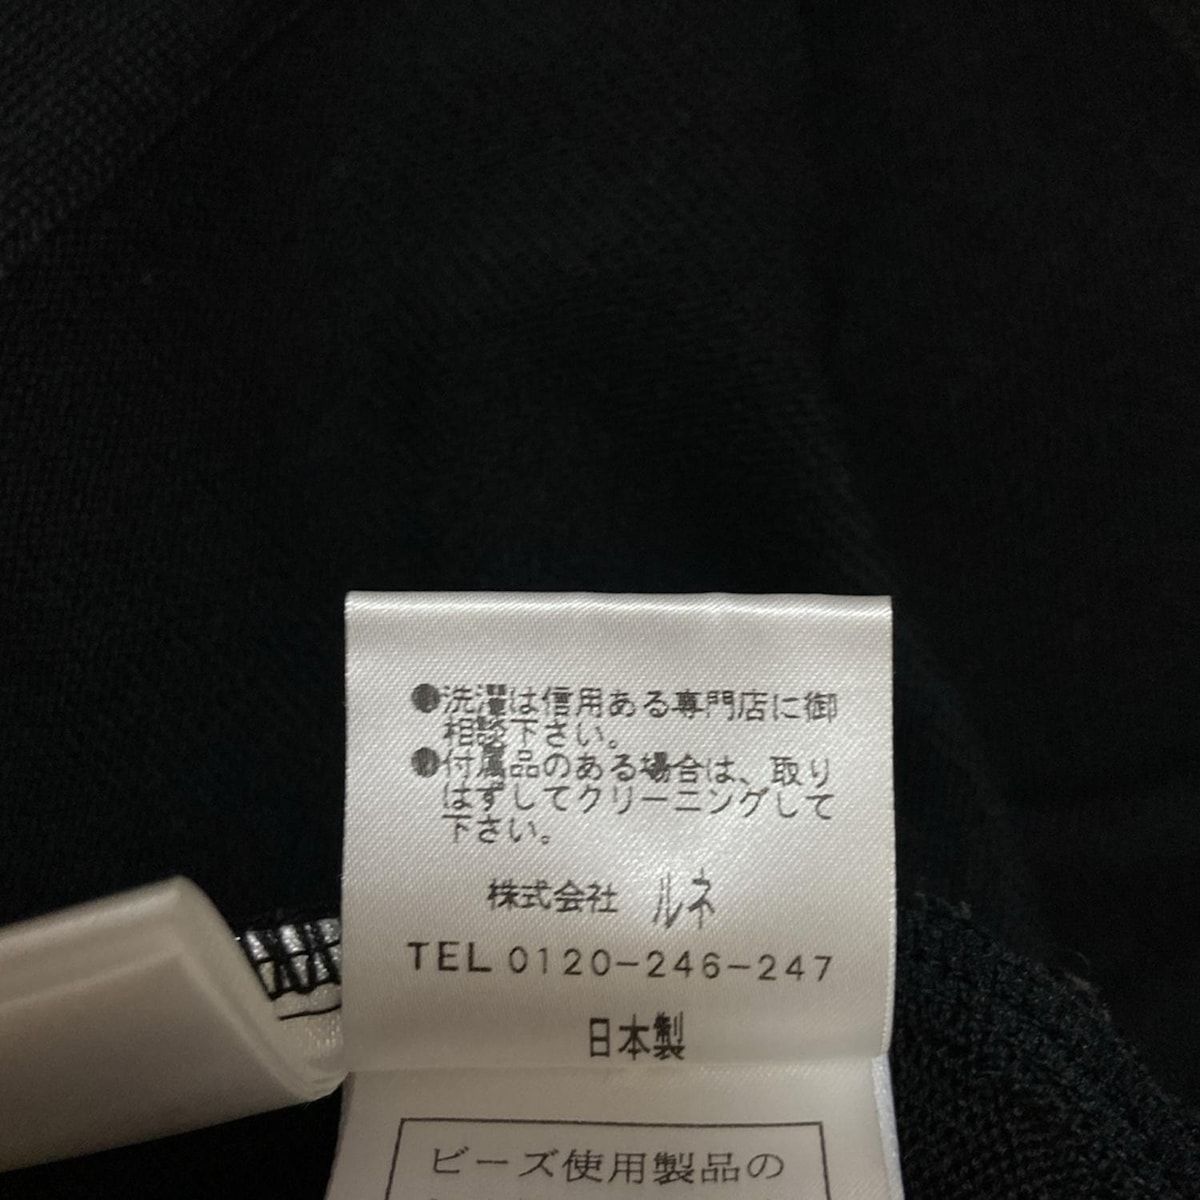 ●洗濯は信用ある専門店に御
相談下さい。
●付属品のある場合は、取り
はずしてクリーニングして
下さい。
株式会社 ルネ
TEL 0120-246-247
日本製
ビーズ使用製品の